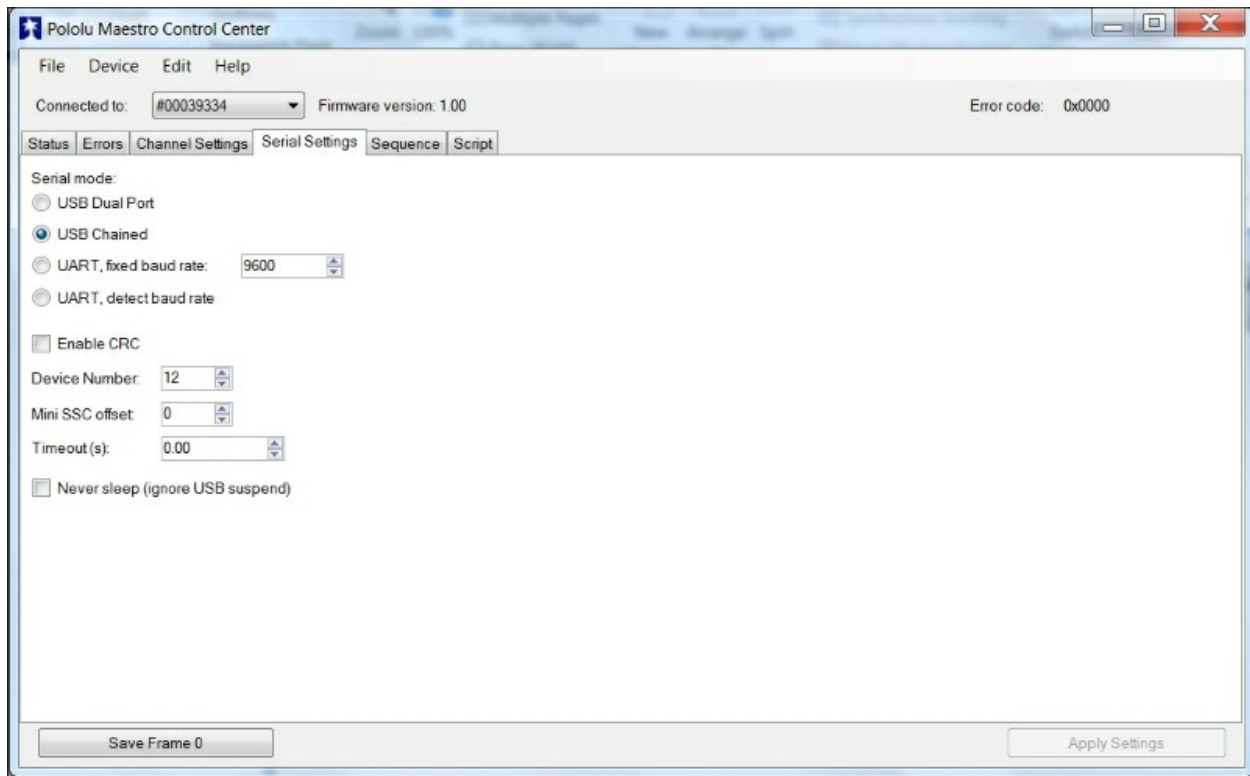 Pololu Maestro Control Center
File Device Edit Help
Connected to: #00039334 Firmware version: 1.00 Error code: 0x0000
Status Errors Channel Settings Serial Settings Sequence Script
Serial mode:
USB Dual Port
USB Chained
UART, fixed baud rate: 9600
UART, detect baud rate
Enable CRC
Device Number: 12
Mini SSC offset: 0
Timeout (s): 0.00
Never sleep (ignore USB suspend)
Save Frame 0 Apply Settings